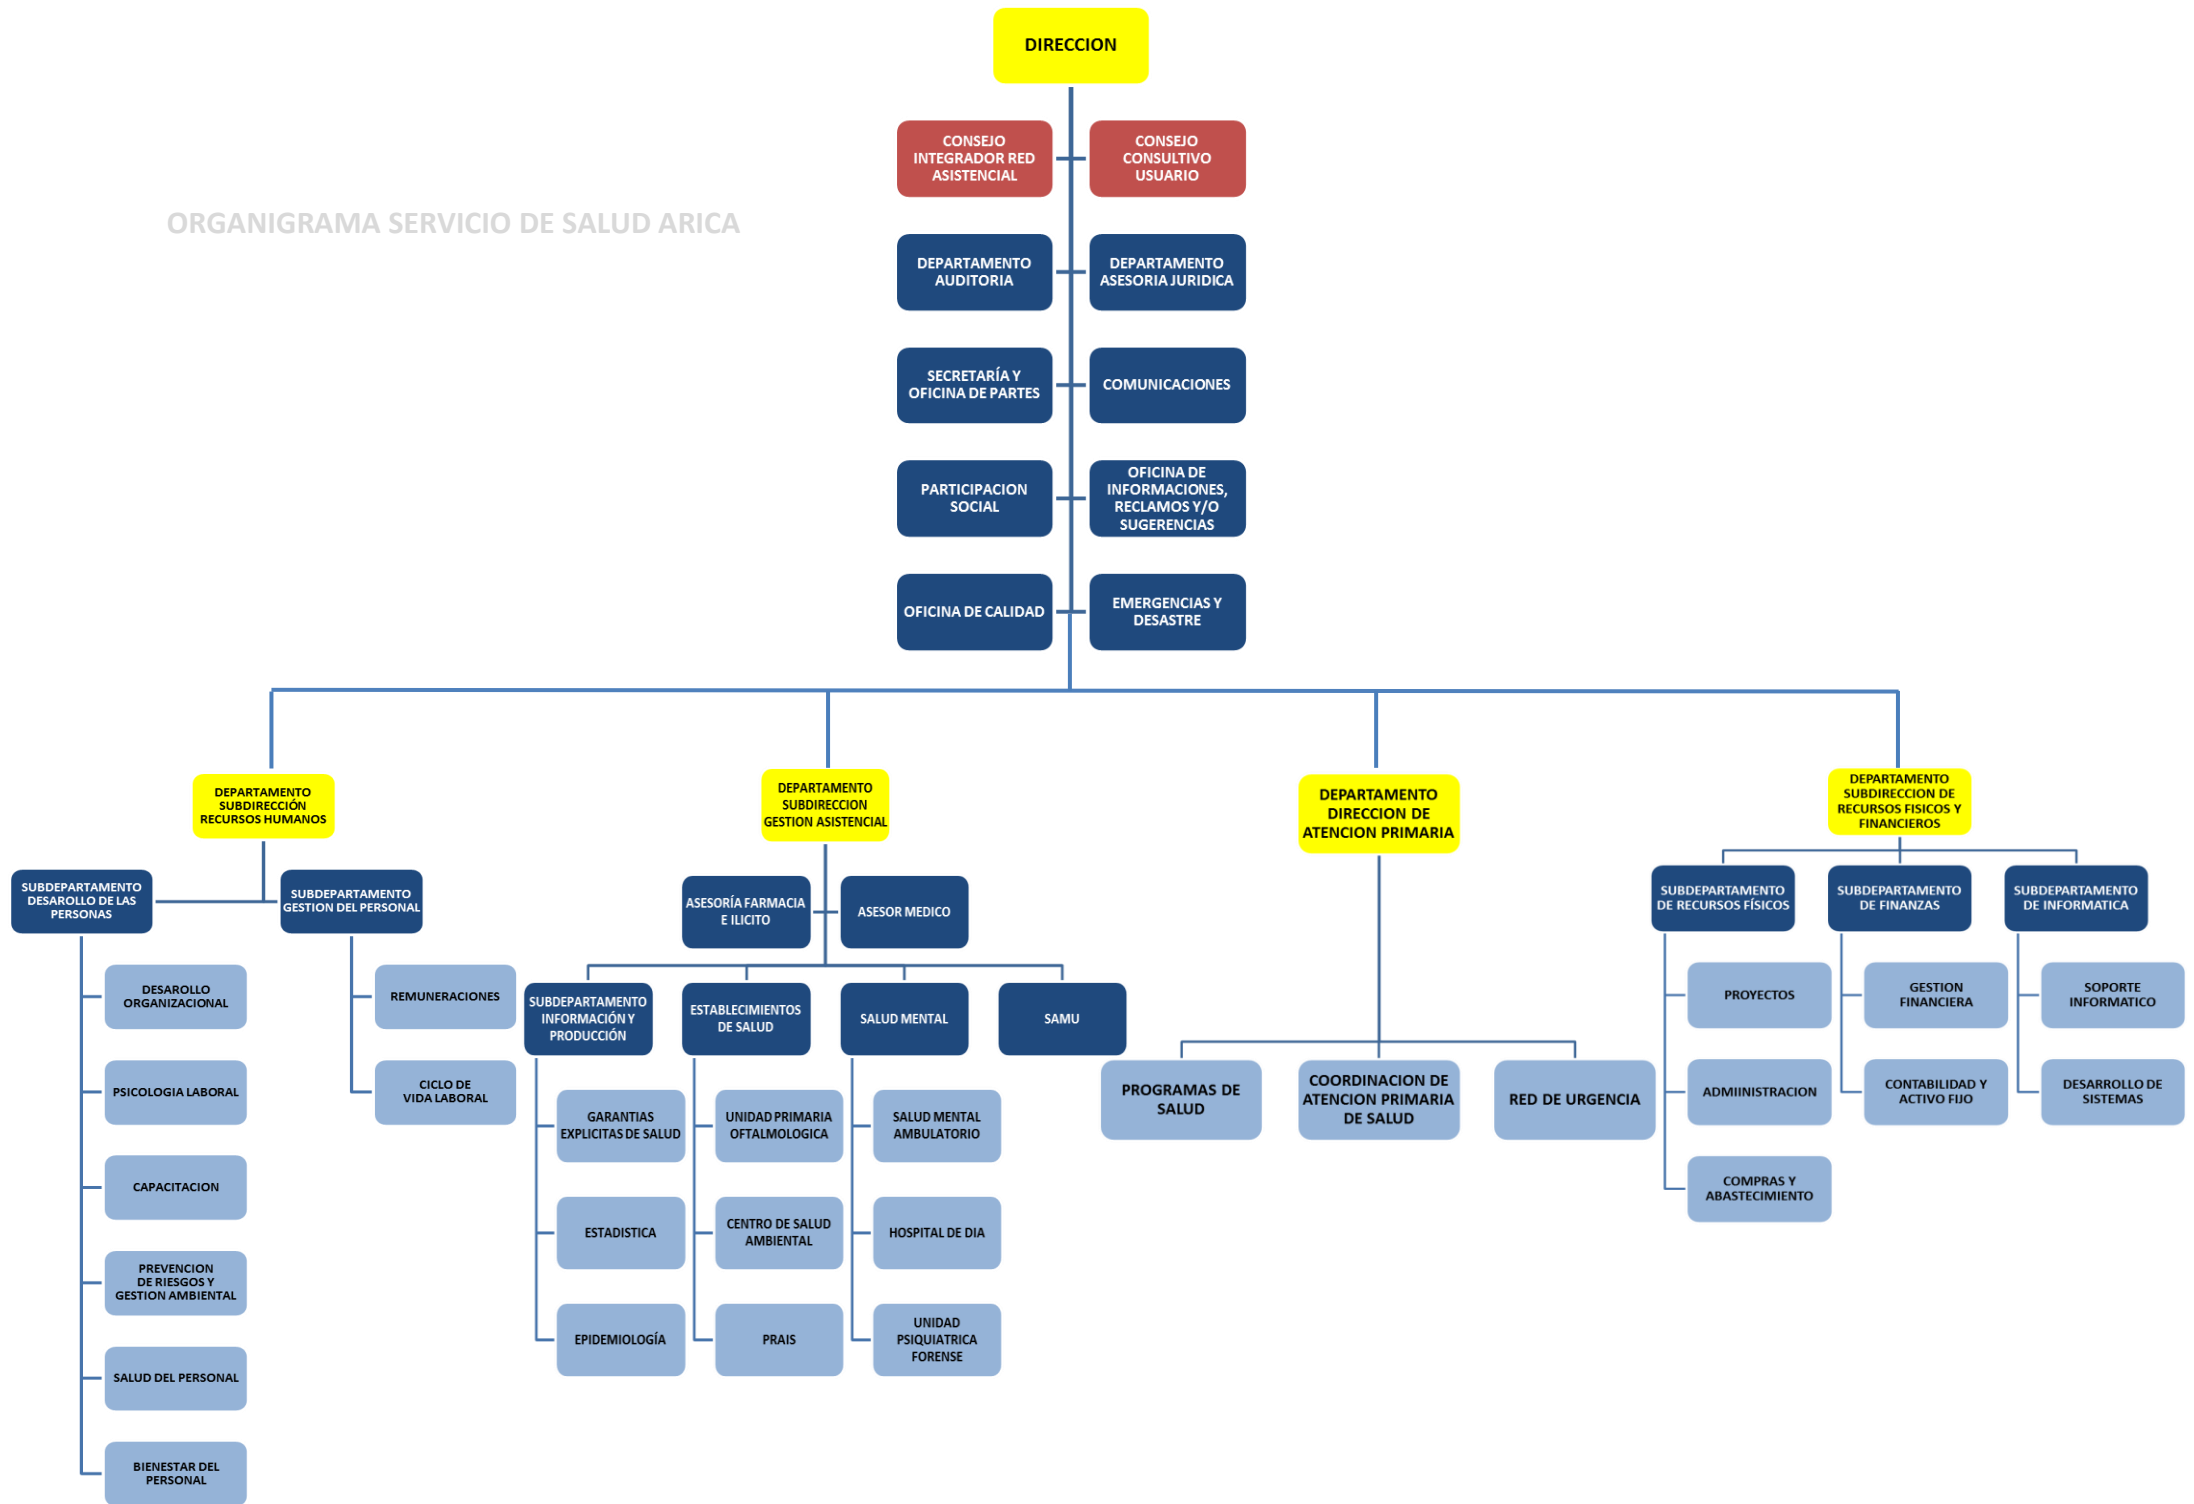 DIRECCION
CONSEJO
INTEGRADOR RED
ASISTENCIAL
CONSEJO
CONSULTIVO
USUARIO
ORGANIGRAMA SERVICIO DE SALUD ARICA
DEPARTAMENTO
AUDITORIA
DEPARTAMENTO
ASESORIA JURIDICA
SECRETARÍA Y
OFICINA DE PARTES
COMUNICACIONES
PARTICIPACION
SOCIAL
OFICINA DE
INFORMACIONES,
RECLAMOS Y/O
SUGERENCIAS
OFICINA DE CALIDAD
EMERGENCIAS Y
DESASTRE
DEPARTAMENTO
SUBDIRECCIÓN
RECURSOS HUMANOS
SUBDEPARTAMENTO
DESAROLLO DE LAS
PERSONAS
SUBDEPARTAMENTO
GESTION DEL PERSONAL
DESAROLLO
ORGANIZACIONAL
PSICOLOGIA LABORAL
CAPACITACION
PREVENCION
DE RIESGOS Y
GESTION AMBIENTAL
SALUD DEL PERSONAL
BIENESTAR DEL
PERSONAL
REMUNERACIONES
CICLO DE
VIDA LABORAL
DEPARTAMENTO
SUBDIRECCION
GESTION ASISTENCIAL
ASESORÍA FARMACIA
E ILICITO
ASESOR MEDICO
SUBDEPARTAMENTO
INFORMACIÓN Y
PRODUCCIÓN
ESTABLECIMIENTOS
DE SALUD
SALUD MENTAL
SAMU
GARANTIAS
EXPLICITAS DE SALUD
ESTADISTICA
EPIDEMIOLOGÍA
UNIDAD PRIMARIA
OFTALMOLOGICA
CENTRO DE SALUD
AMBIENTAL
PRAIS
SALUD MENTAL
AMBULATORIO
HOSPITAL DE DIA
UNIDAD
PSIQUIATRICA
FORENSE
DEPARTAMENTO
DIRECCION DE
ATENCION PRIMARIA
PROGRAMAS DE
SALUD
COORDINACION DE
ATENCION PRIMARIA
DE SALUD
RED DE URGENCIA
DEPARTAMENTO
SUBDIRECCION DE
RECURSOS FISICOS Y
FINANCIEROS
SUBDEPARTAMENTO
DE RECURSOS FÍSICOS
SUBDEPARTAMENTO
DE FINANZAS
SUBDEPARTAMENTO
DE INFORMATICA
PROYECTOS
ADMIINISTRACION
COMPRAS Y
ABASTECIMIENTO
GESTION
FINANCIERA
CONTABILIDAD Y
ACTIVO FIJO
SOPORTE
INFORMATICO
DESARROLLO DE
SISTEMAS